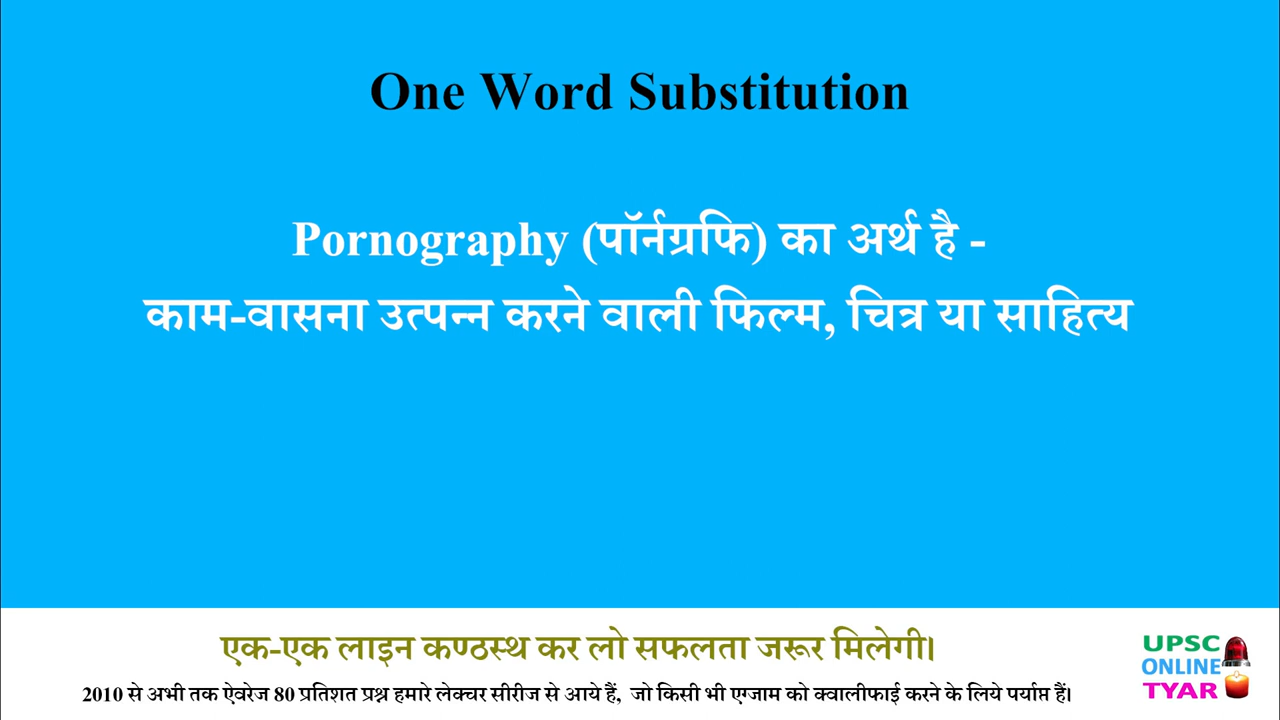 One Word Substitution
Pornography (पॉर्नग्रफि) का अर्थ है -
काम-वासना उत्पन्न करने वाली फिल्म, चित्र या साहित्य
एक-एक लाइन कण्ठस्थ कर लो सफलता जरूर मिलेगी।
2010 से अभी तक ऐवरेज 80 प्रतिशत प्रश्न हमारे लेक्चर सीरीज से आये हैं, जो किसी भी एग्जाम को क्वालीफाई करने के लिये पर्याप्त हैं।
UPSC
ONLINE
TYAR